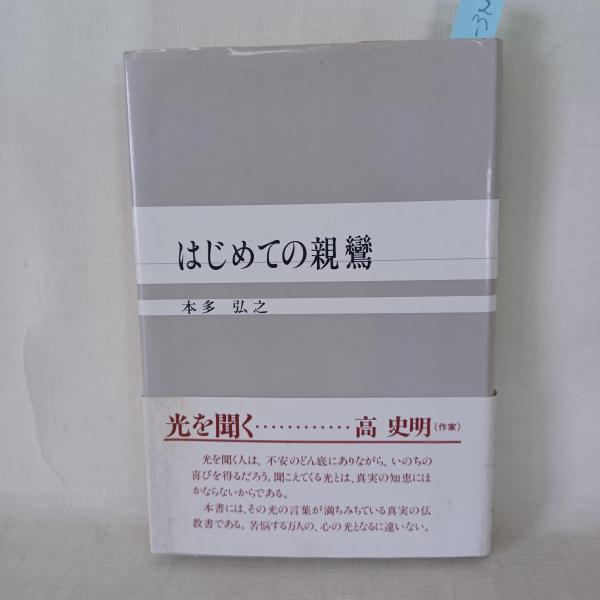 32
はじめての親鸞
本多 弘之
光を聞く…………高 史明(作家)
光を聞く人は、不安のどん底にありながら、いのちの
喜びを得るだろう。聞こえてくる光とは、真実の知恵にほ
かならないからである。
本書には、その光の言葉が満ちみちている真実の仏
教書である。苦悩する万人の、心の光となるに違いない。